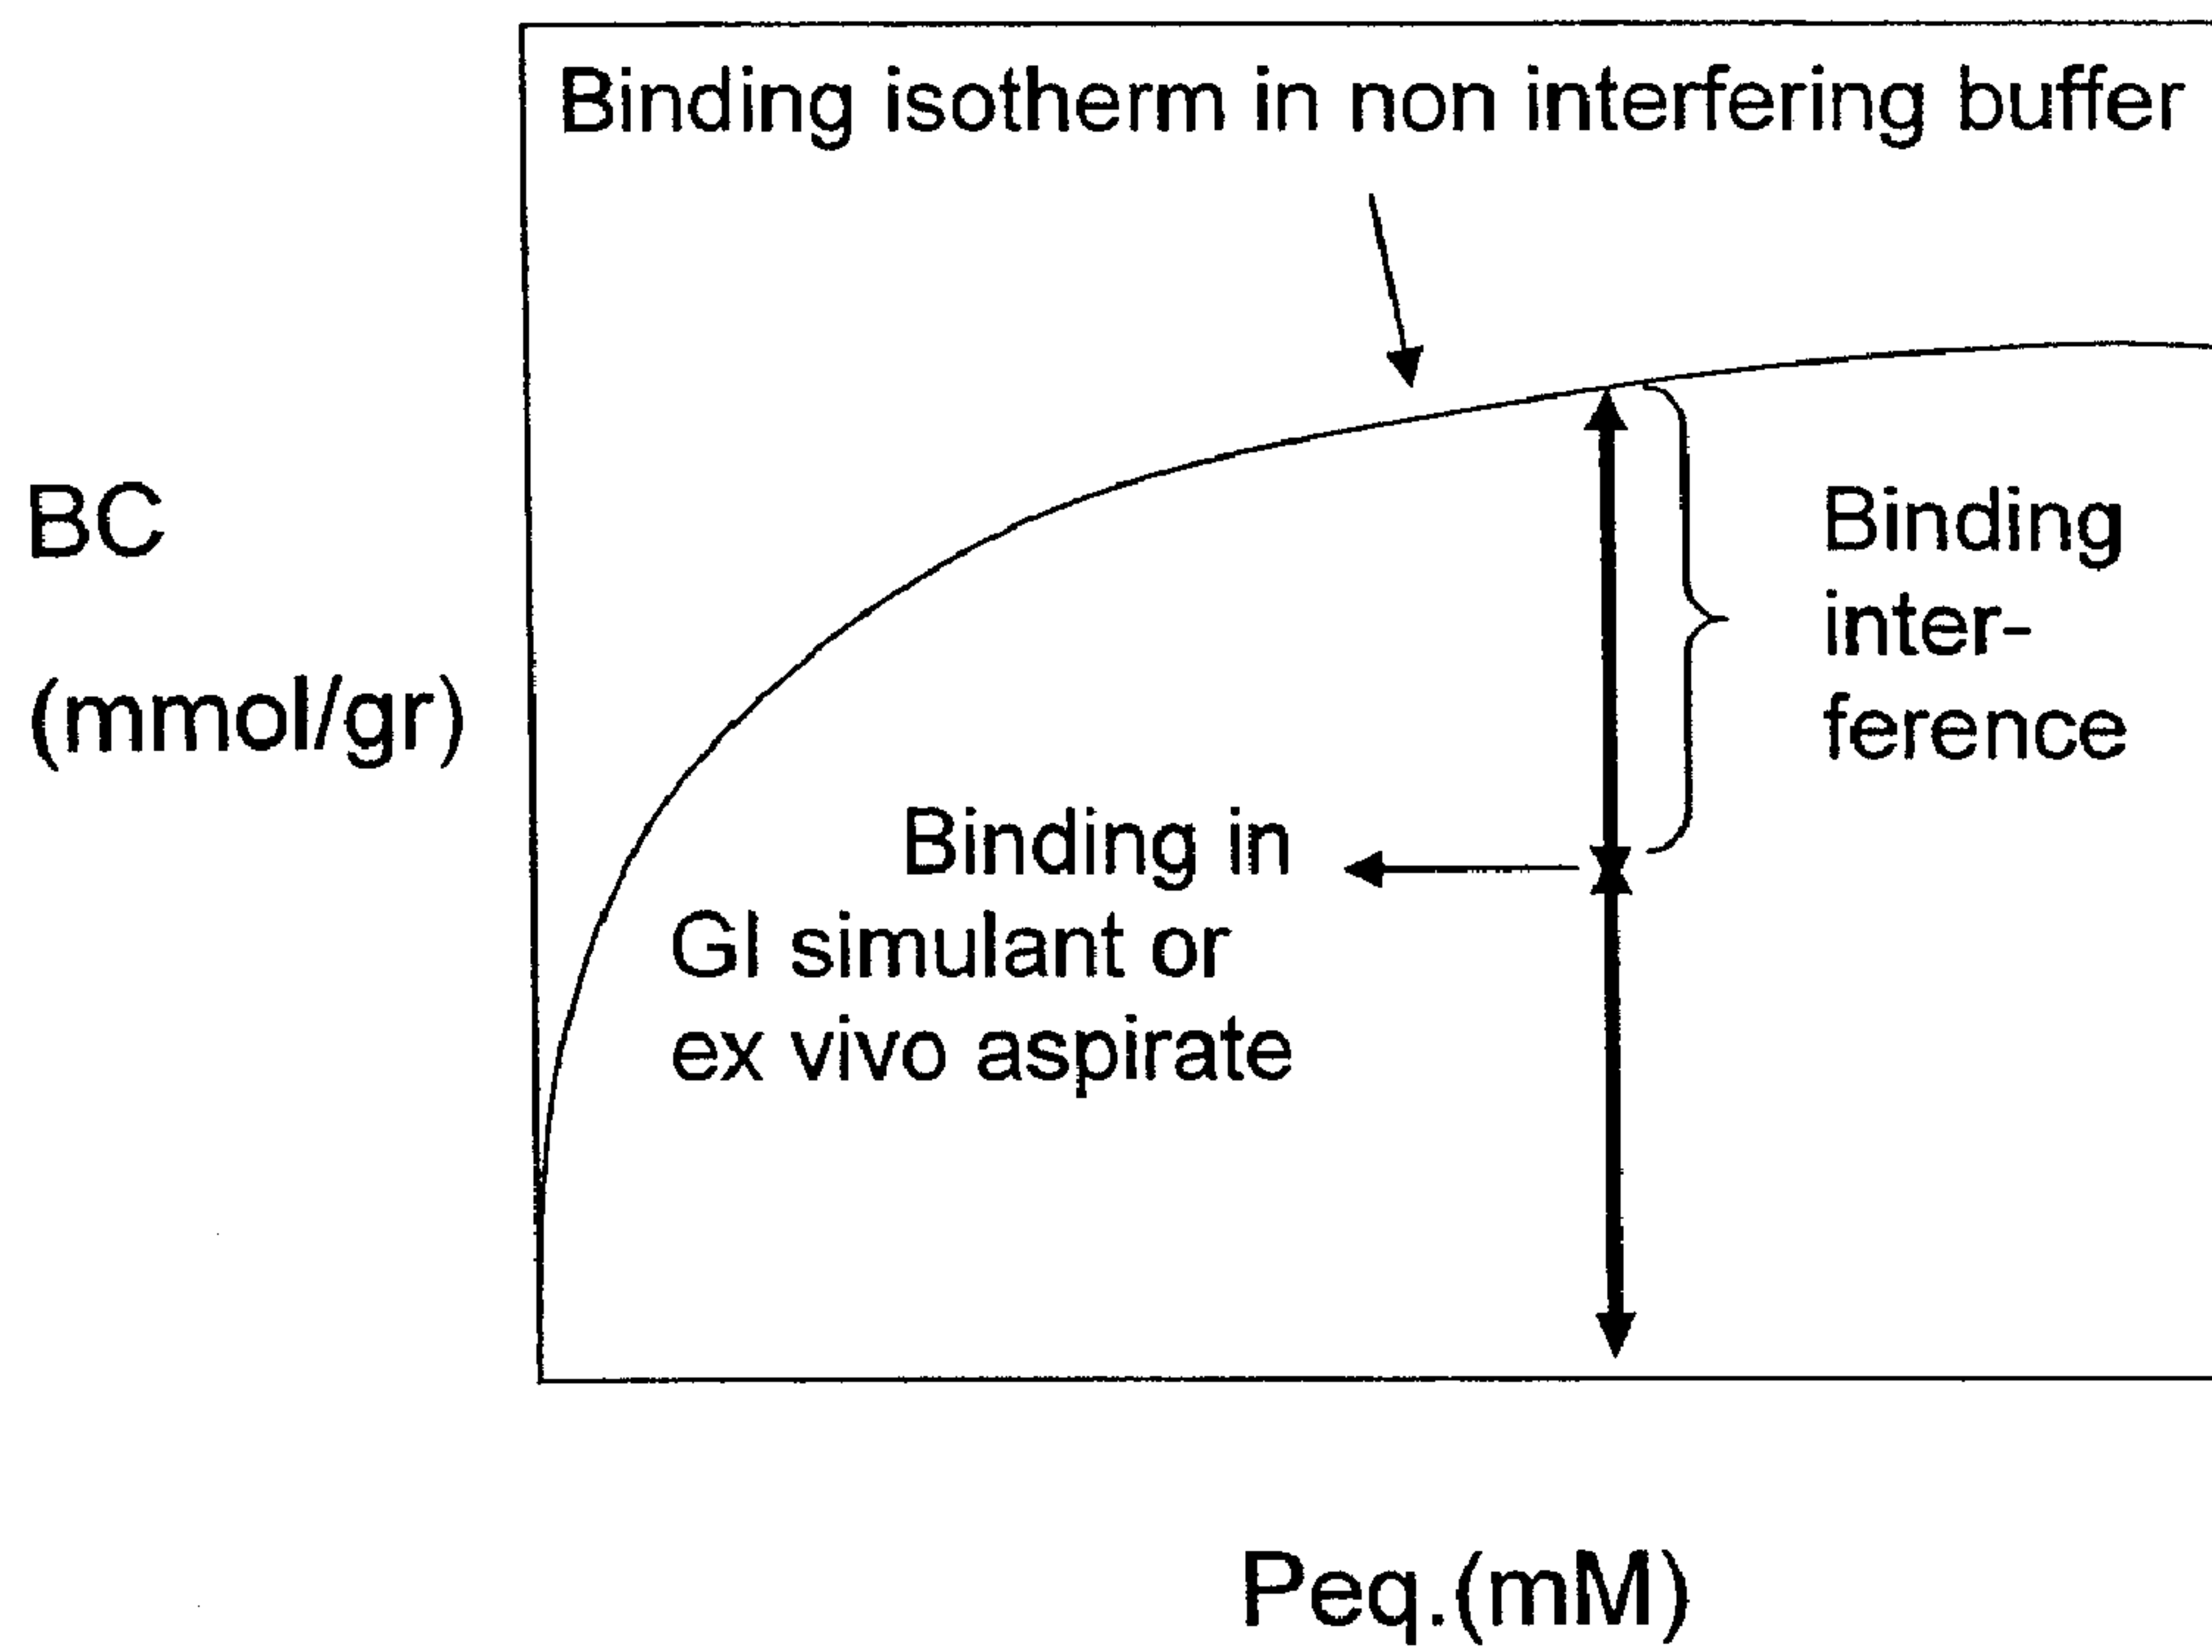 Binding isotherm in non interfering buffer
BC
(mmol/gr)
Binding
inter-
ference
Binding in
GI simulant or
ex vivo aspirate
Peq.(mM)